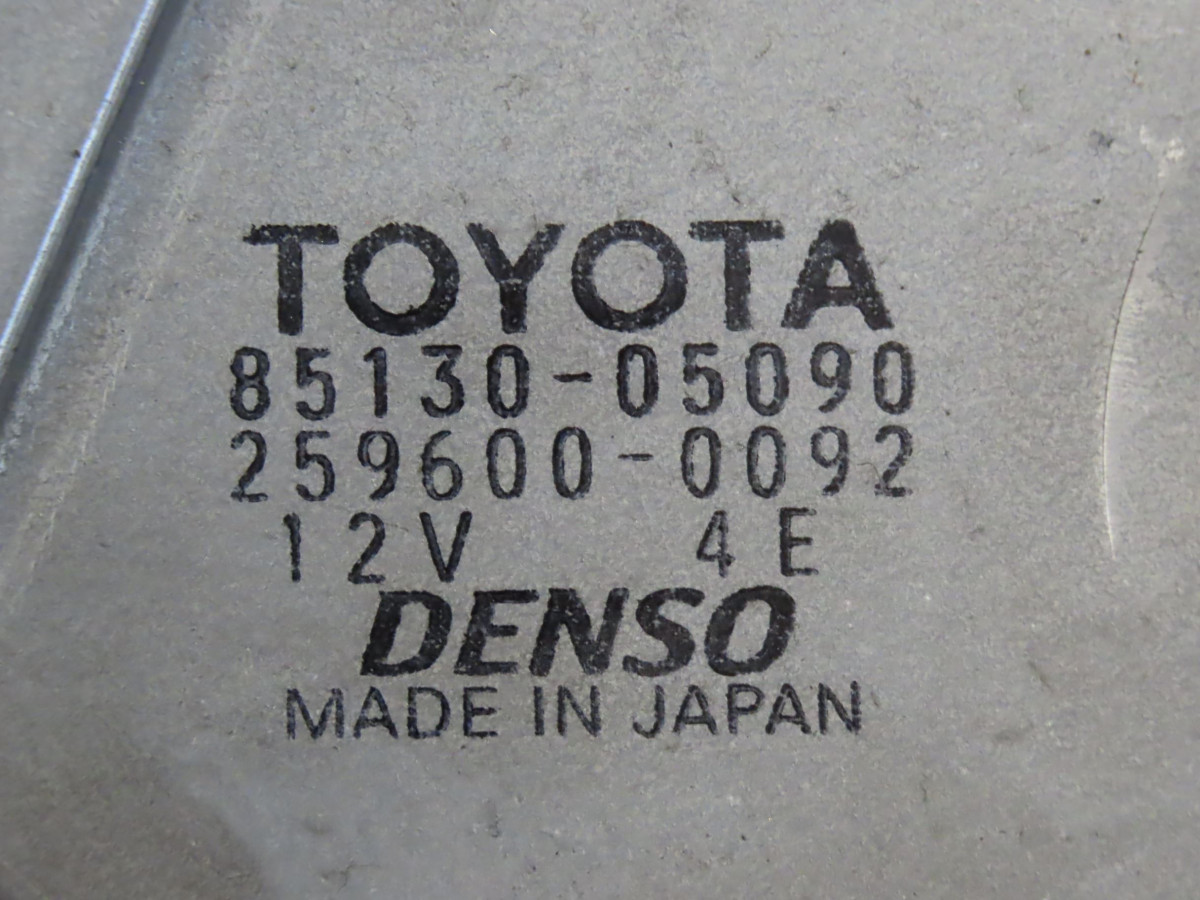 TOYOTA
85130-05090
259600-0092
12V 4E
DENSO
MADE IN JAPAN